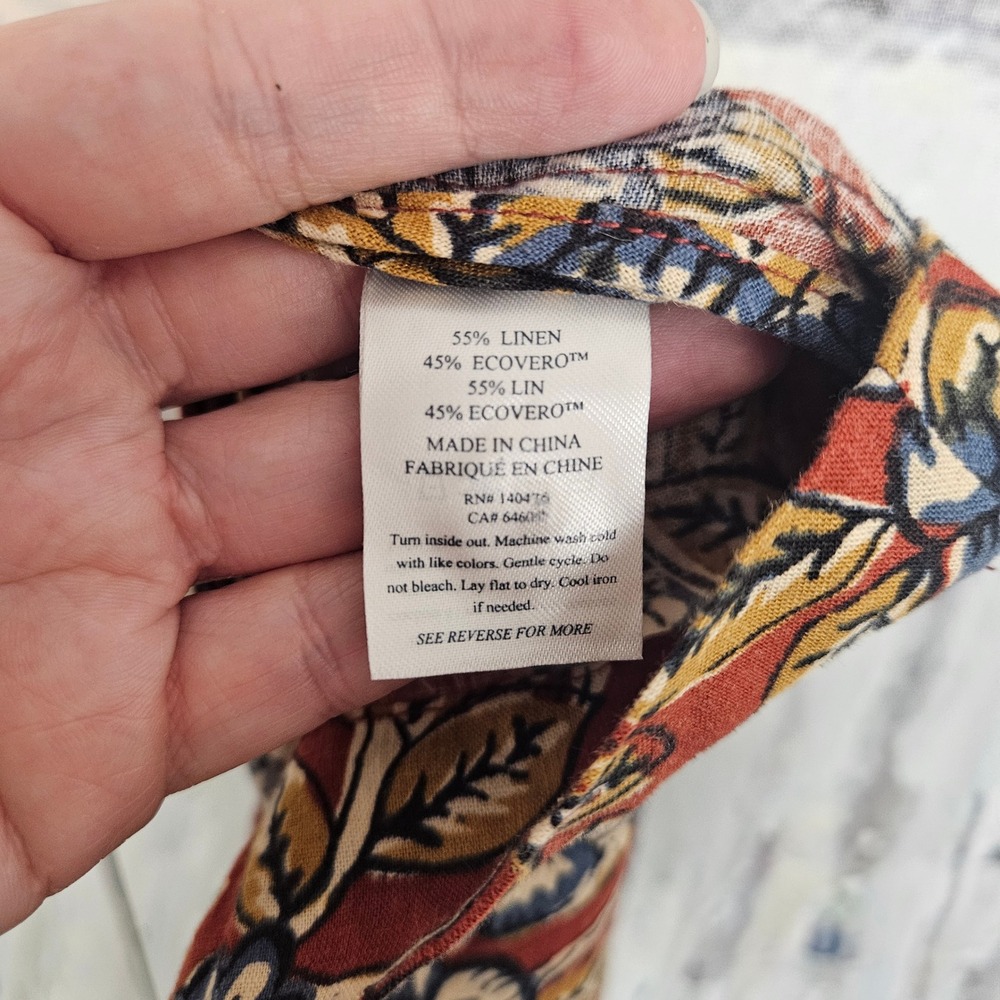 55% LINEN
45% ECOVERO™
55% LIN
45% ECOVERO™
MADE IN CHINA
FABRIQUÉ EN CHINE
RN# 140476
CA#
Turn inside out. Machine wash cold
with like colors. Gentle cycle. Do
not bleach. Lay flat to dry. Cool iron
if needed.
SEE REVERSE FOR MORE